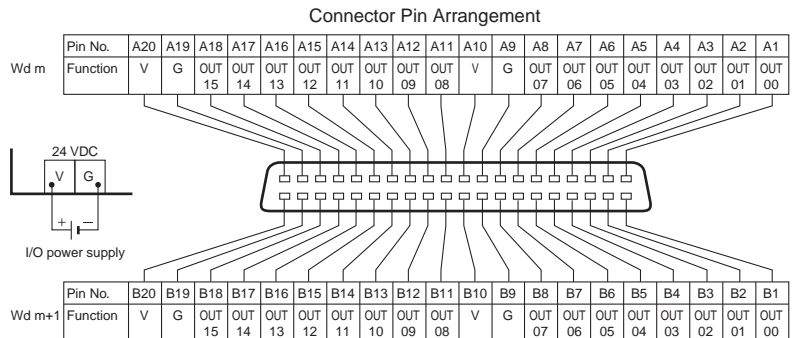 Connector Pin Arrangement
Pin No. A20 A19 A18 A17 A16 A15 A14 A13 A12 A11 A10 A9 A8 A7 A6 A5 A4 A3 A2 A1
Wd m Function V G OUT OUT OUT OUT OUT OUT OUT OUT V G OUT OUT OUT OUT OUT OUT OUT OUT
15 14 13 12 11 10 09 08 07 06 05 04 03 02 01 00
24 VDC
V G
+ −
I/O power supply
Pin No. B20 B19 B18 B17 B16 B15 B14 B13 B12 B11 B10 B9 B8 B7 B6 B5 B4 B3 B2 B1
Wd m+1 Function V G OUT OUT OUT OUT OUT OUT OUT OUT V G OUT OUT OUT OUT OUT OUT OUT OUT
15 14 13 12 11 10 09 08 07 06 05 04 03 02 01 00